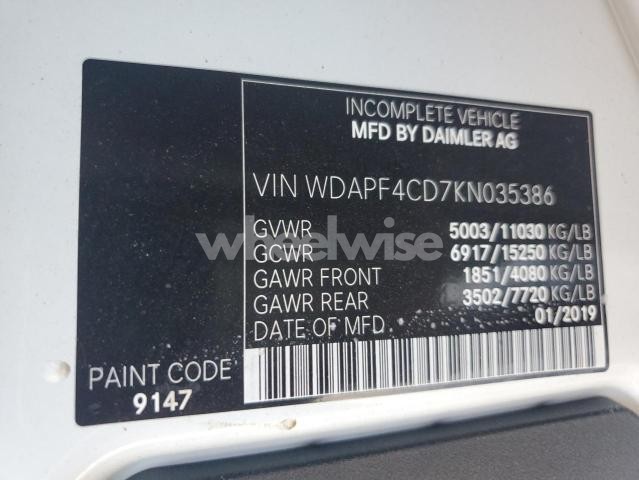 INCOMPLETE VEHICLE
MFD BY DAIMLER AG
VIN WDAPF4CD7KN035386
GVWR 5003/11030 KG/LB
GCWR 6917/15250 KG/LB
GAWR FRONT 1851/4080 KG/LB
GAWR REAR 3502/7720 KG/LB
DATE OF MFD 01/2019
PAINT CODE
9147
wheelwise